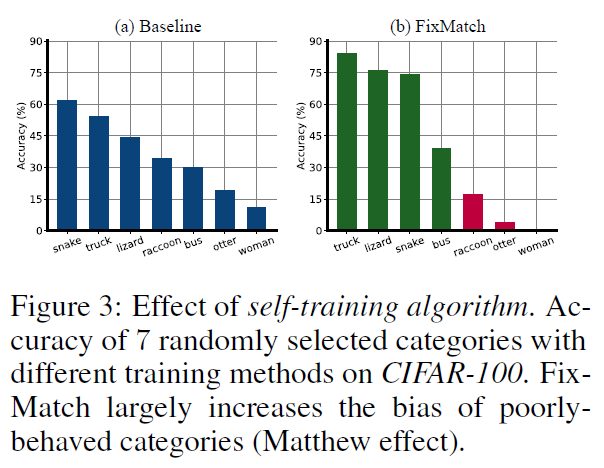 (a) Baseline
90
75
60
45
30
15
0
Accuracy (%)
snake truck lizard raccoon bus otter woman
(b) FixMatch
90
75
60
45
30
15
0
Accuracy (%)
truck lizard snake bus raccoon otter woman
Figure 3: Effect of self-training algorithm. Ac-
curacy of 7 randomly selected categories with
different training methods on CIFAR-100. Fix-
Match largely increases the bias of poorly-
behaved categories (Matthew effect).